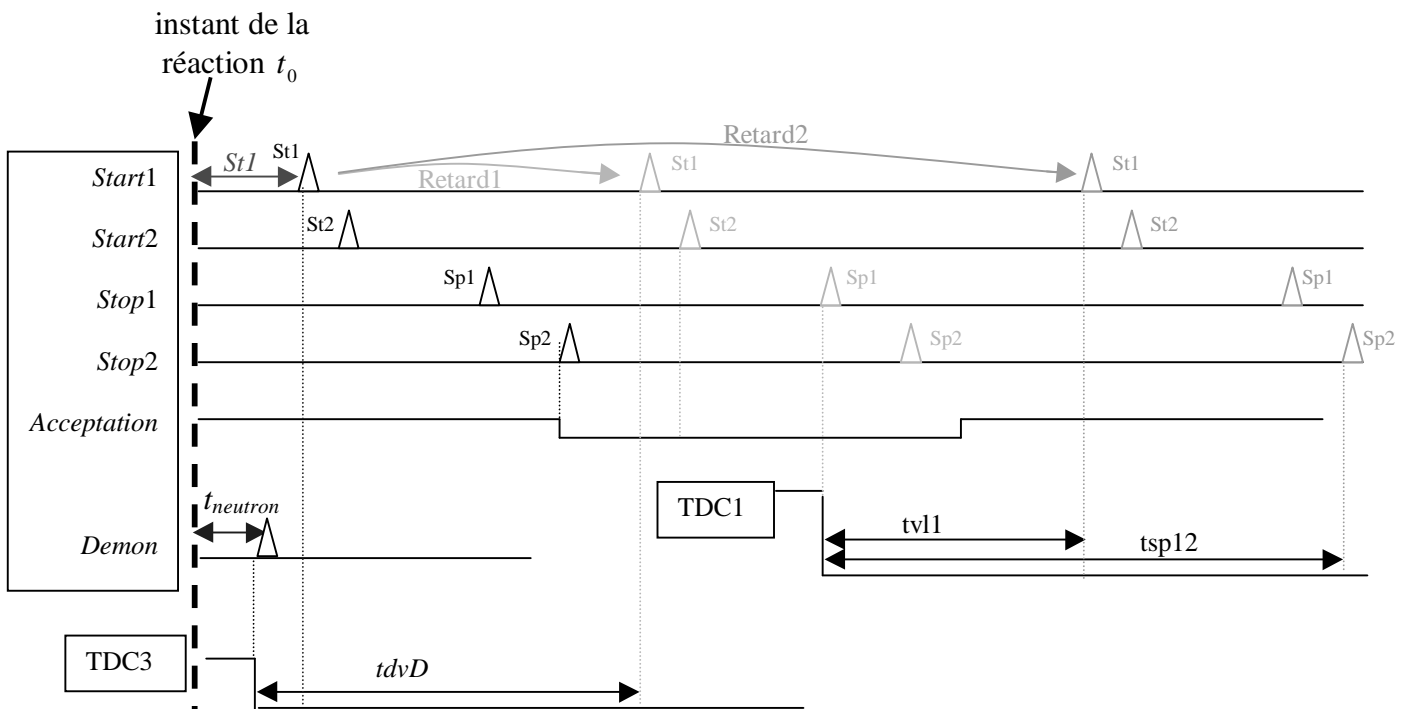 instant de la
réaction t₀
Retard2
Start1
St1
St1
St1
St1
Retard1
Start2
St2
St2
St2
Stop1
Sp1
Sp1
Sp1
Stop2
Sp2
Sp2
Sp2
Acceptation
TDC1
tvl1
tsp12
tneutron
Demon
TDC3
tdvD